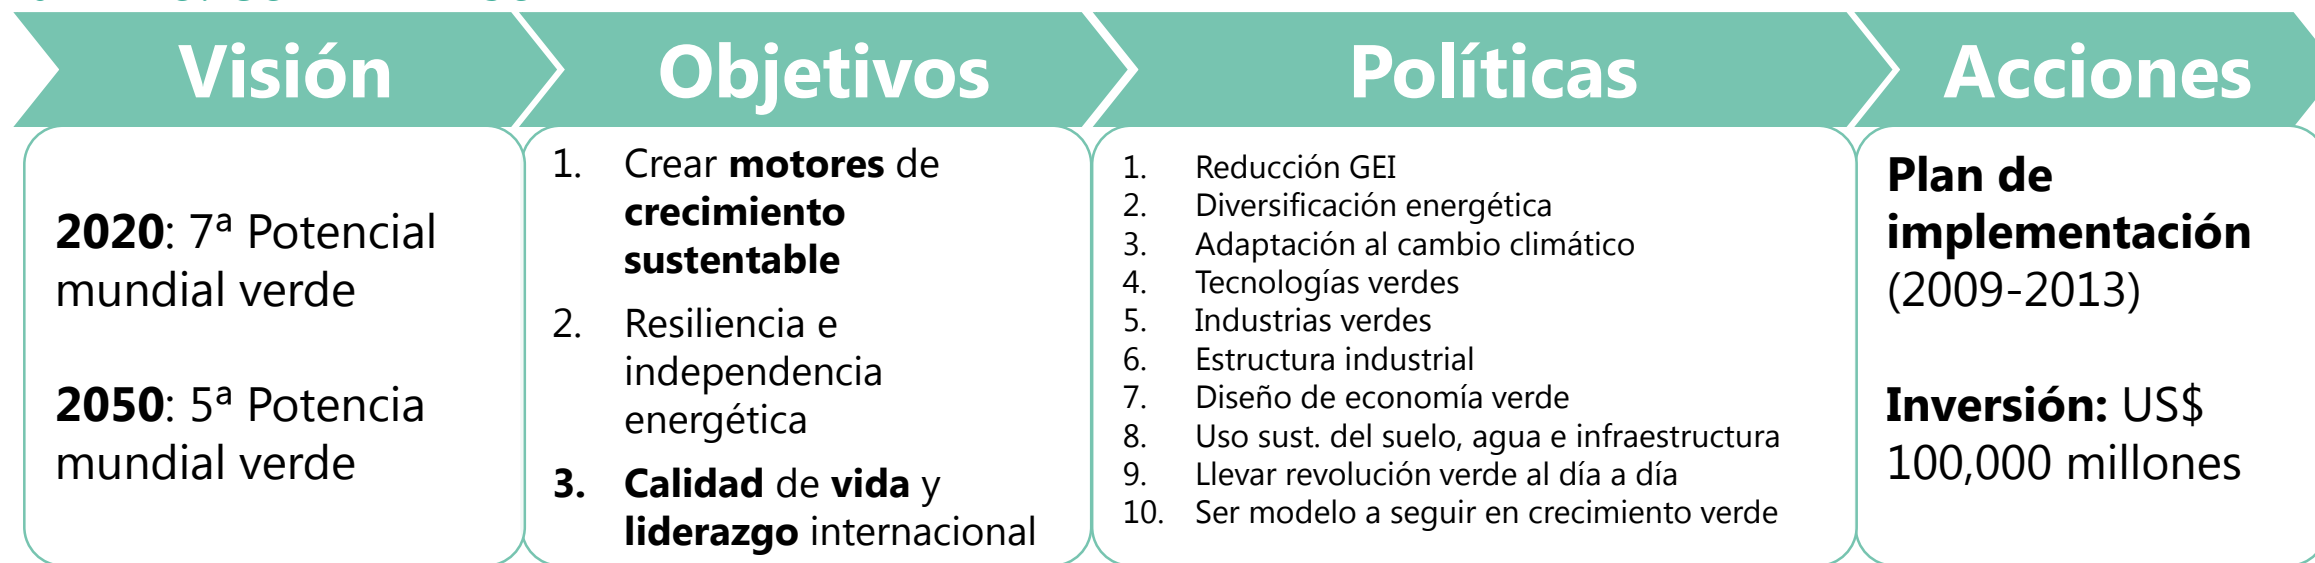 Visión
Objetivos
Políticas
Acciones
2020: 7ª Potencial
mundial verde
2050: 5ª Potencia
mundial verde
1. Crear motores de
crecimiento
sustentable
2. Resiliencia e
independencia
energética
3. Calidad de vida y
liderazgo internacional
1. Reducción GEI
2. Diversificación energética
3. Adaptación al cambio climático
4. Tecnologías verdes
5. Industrias verdes
6. Estructura industrial
7. Diseño de economía verde
8. Uso sust. del suelo, agua e infraestructura
9. Llevar revolución verde al día a día
10. Ser modelo a seguir en crecimiento verde
Plan de
implementación
(2009-2013)
Inversión: US$
100,000 millones